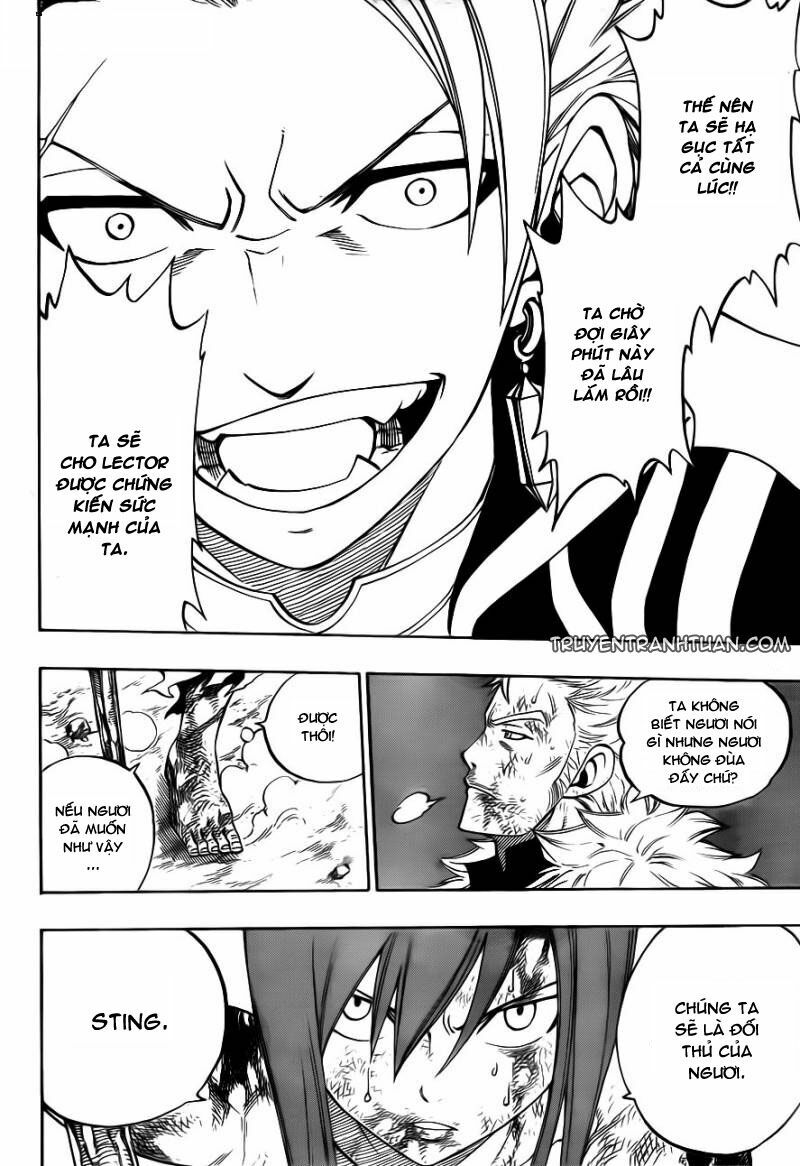 THẾ NÊN
TA SẼ HẠ
GỤC TẤT
CẢ CÙNG
LÚC!!
TA CHỜ
ĐỢI GIÂY
PHÚT NÀY
ĐÃ LÂU
LẮM RỒI!!
TA SẼ
CHO LECTOR
ĐƯỢC CHỨNG
KIẾN SỨC
MẠNH CỦA
TA.
TRUYENTRANHTUAN.COM
TA KHÔNG
BIẾT NGƯƠI NÓI
GÌ NHƯNG NGƯƠI
KHÔNG ĐÙA
ĐẤY CHỨ?
ĐƯỢC
THÔI!
NẾU NGƯƠI
ĐÃ MUỐN
NHƯ VẬY
...
CHÚNG TA
SẼ LÀ ĐỐI
THỦ CỦA
NGƯƠI.
STING.